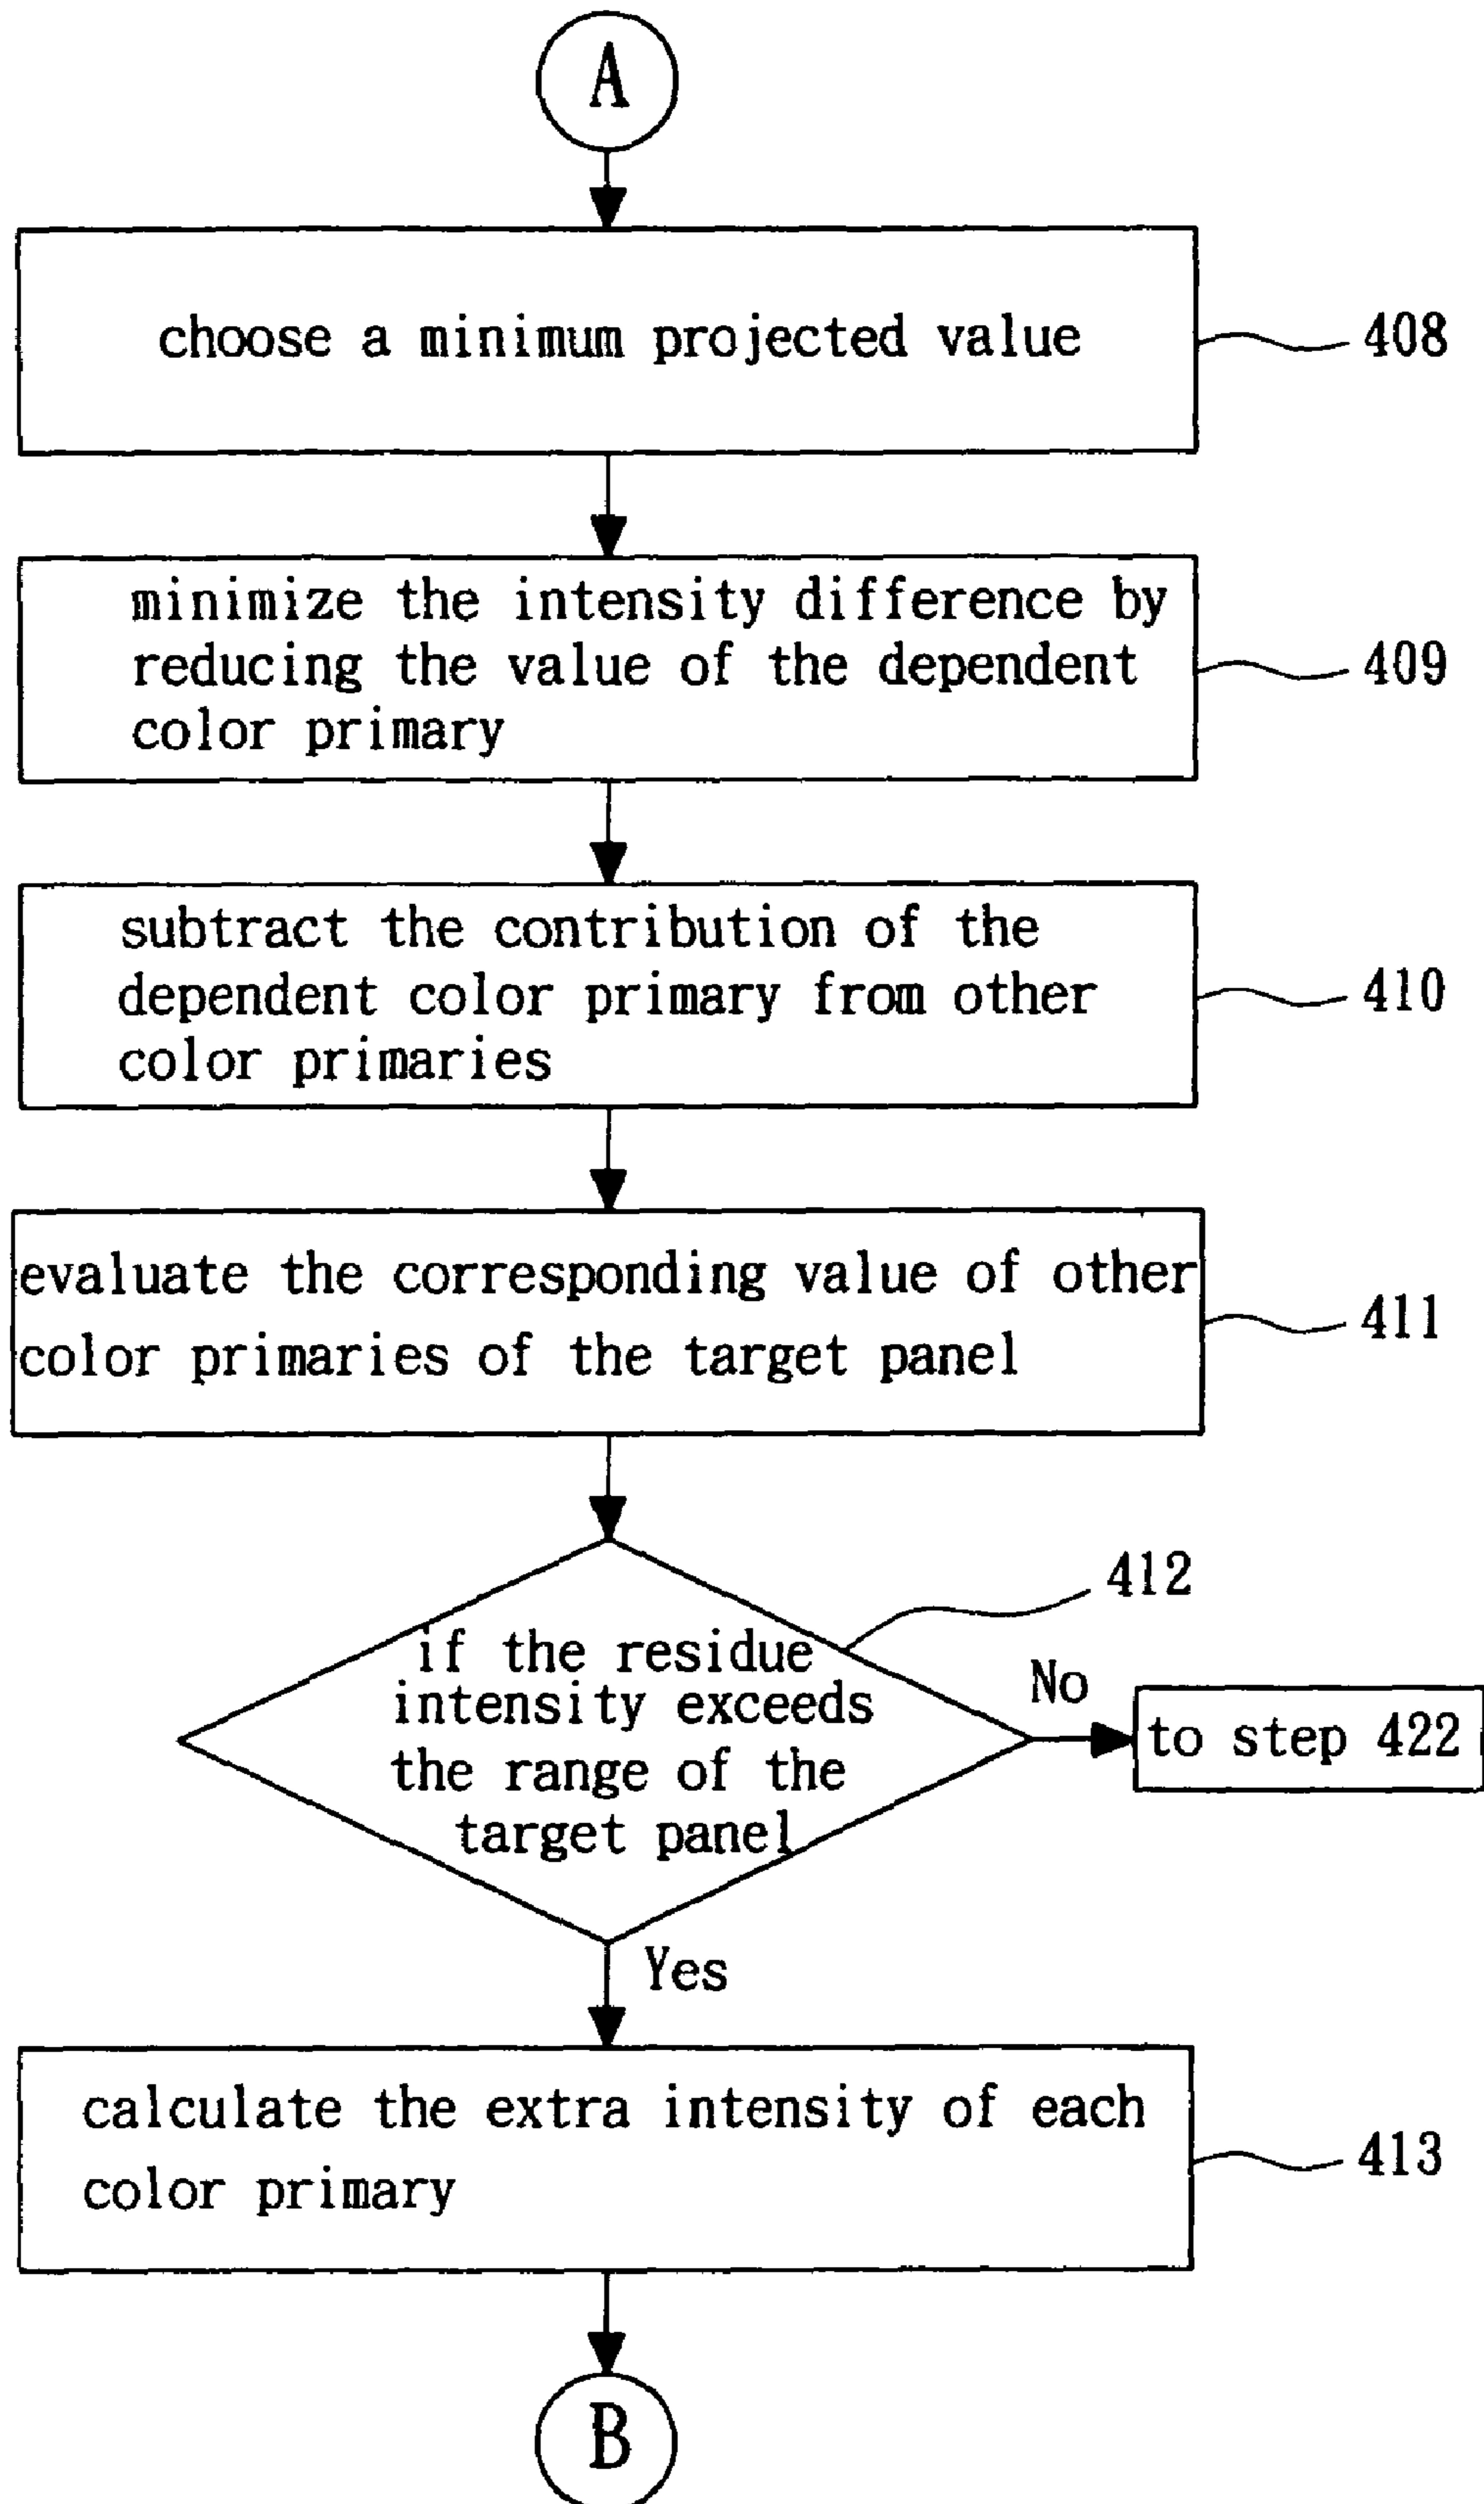 A
choose a minimum projected value
408
minimize the intensity difference by
reducing the value of the dependent
color primary
409
subtract the contribution of the
dependent color primary from other
color primaries
410
evaluate the corresponding value of other
color primaries of the target panel
411
412
if the residue
intensity exceeds
the range of the
target panel
No
to step 422
Yes
calculate the extra intensity of each
color primary
413
B